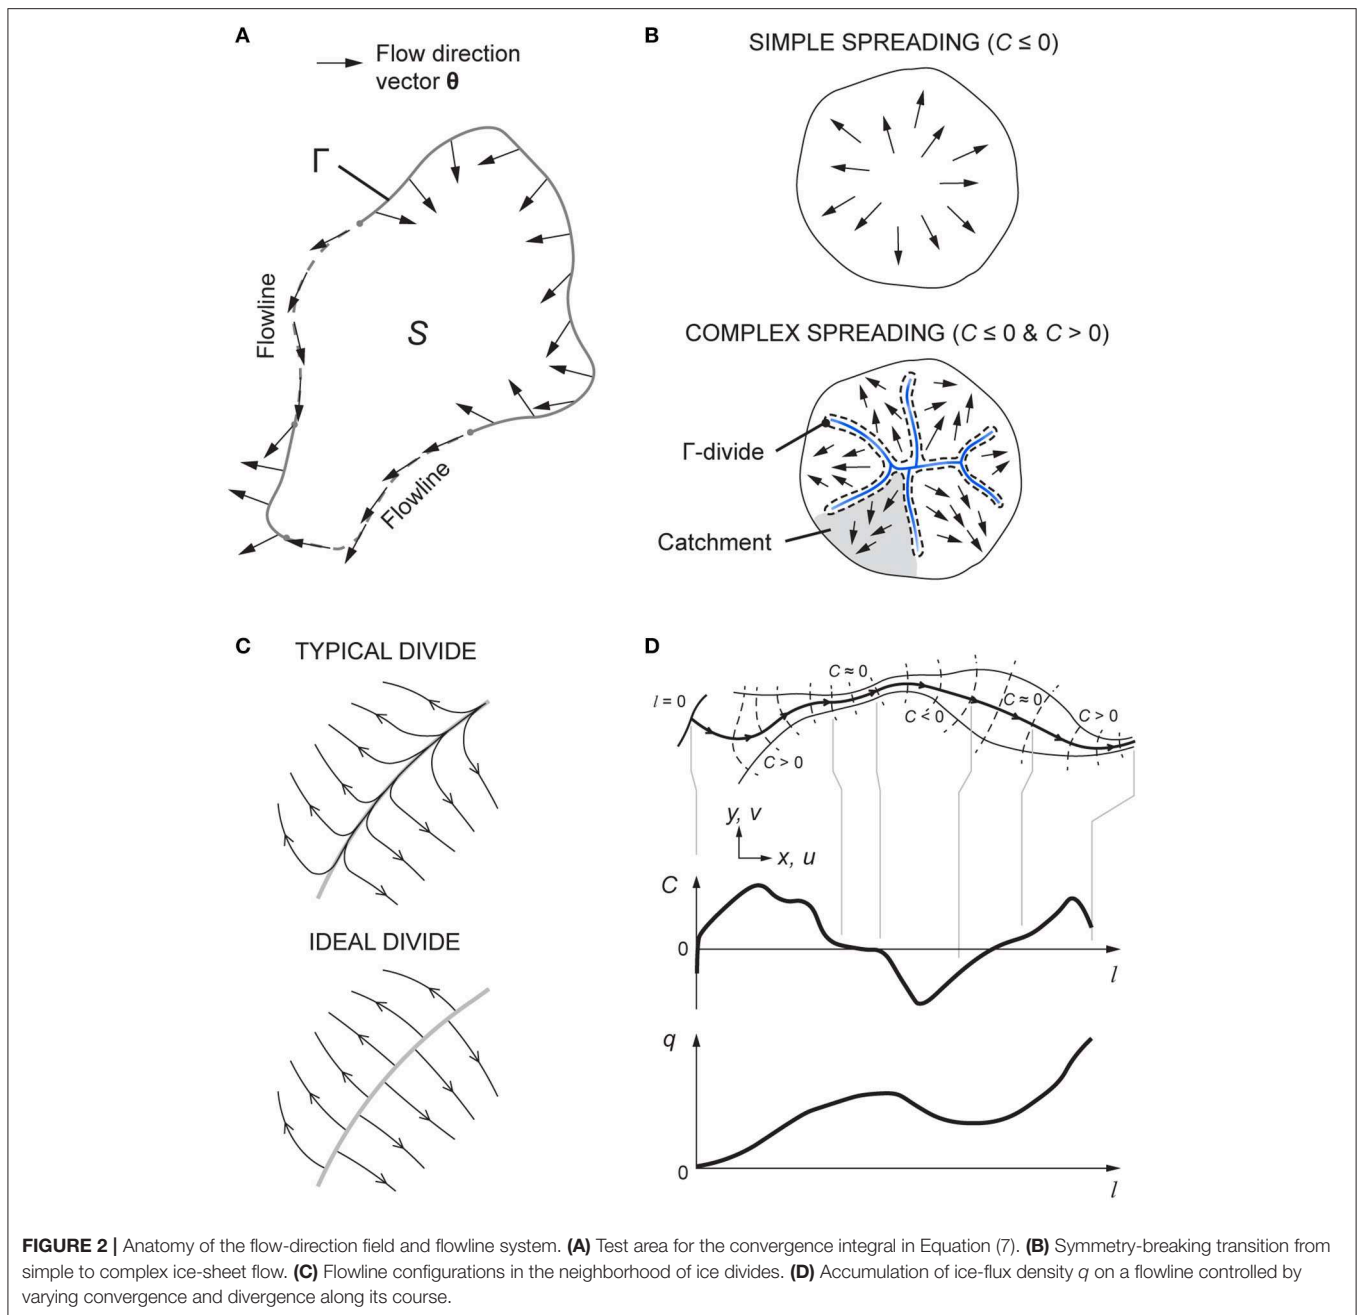 A
Flow direction
vector θ
Γ
Flowline
S
Flowline
B
SIMPLE SPREADING (C ≤ 0)
COMPLEX SPREADING (C ≤ 0 & C > 0)
Γ-divide
Catchment
C
TYPICAL DIVIDE
IDEAL DIVIDE
D
l = 0
C ≈ 0
C > 0
C < 0
C ≈ 0
C > 0
y, v
x, u
C
0
l
q
0
l
FIGURE 2 | Anatomy of the flow-direction field and flowline system. (A) Test area for the convergence integral in Equation (7). (B) Symmetry-breaking transition from
simple to complex ice-sheet flow. (C) Flowline configurations in the neighborhood of ice divides. (D) Accumulation of ice-flux density q on a flowline controlled by
varying convergence and divergence along its course.